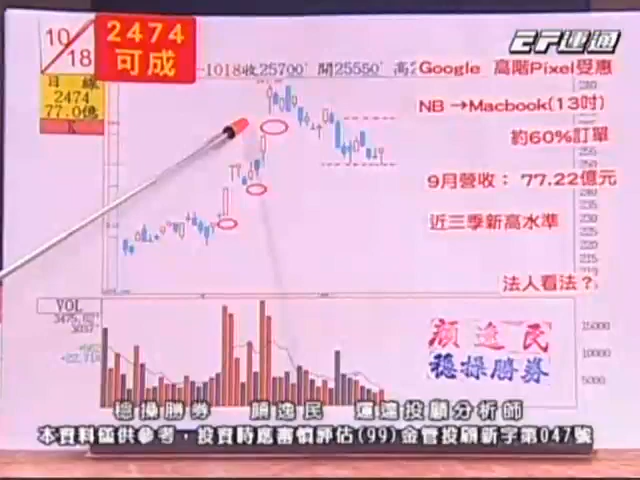 10/18
2474
可成
EF運通
1018收25700' 開25550' 高
Google 高階Pixel受惠
日線
2474
77.0億
K
NB →Macbook(13吋)
約60%訂單
9月營收： 77.22億元
近三季新高水準
法人看法？
VOL
3037'
15000
10000
5000
顏逸民
穩操勝券
穩操勝券 顏逸民 運達投顧分析師
本資料僅供參考，投資時應審慎評估(99)金管投顧新字第047號